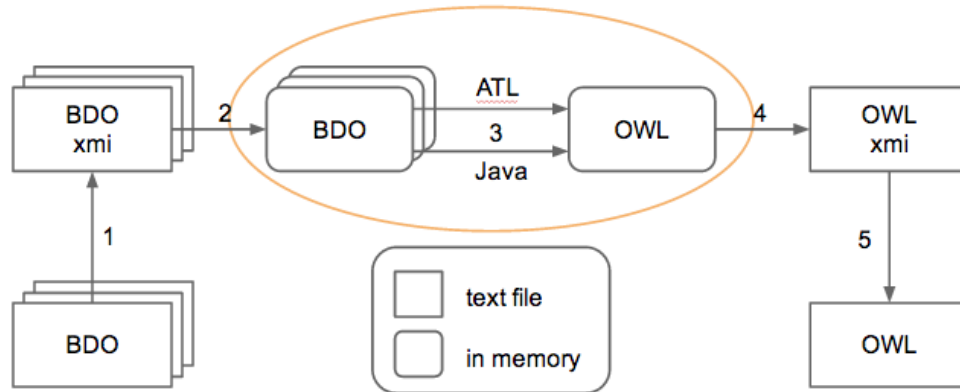 BDO
xmi
2
BDO
ATL
3
Java
OWL
4
OWL
xmi
1
5
BDO
text file
in memory
OWL